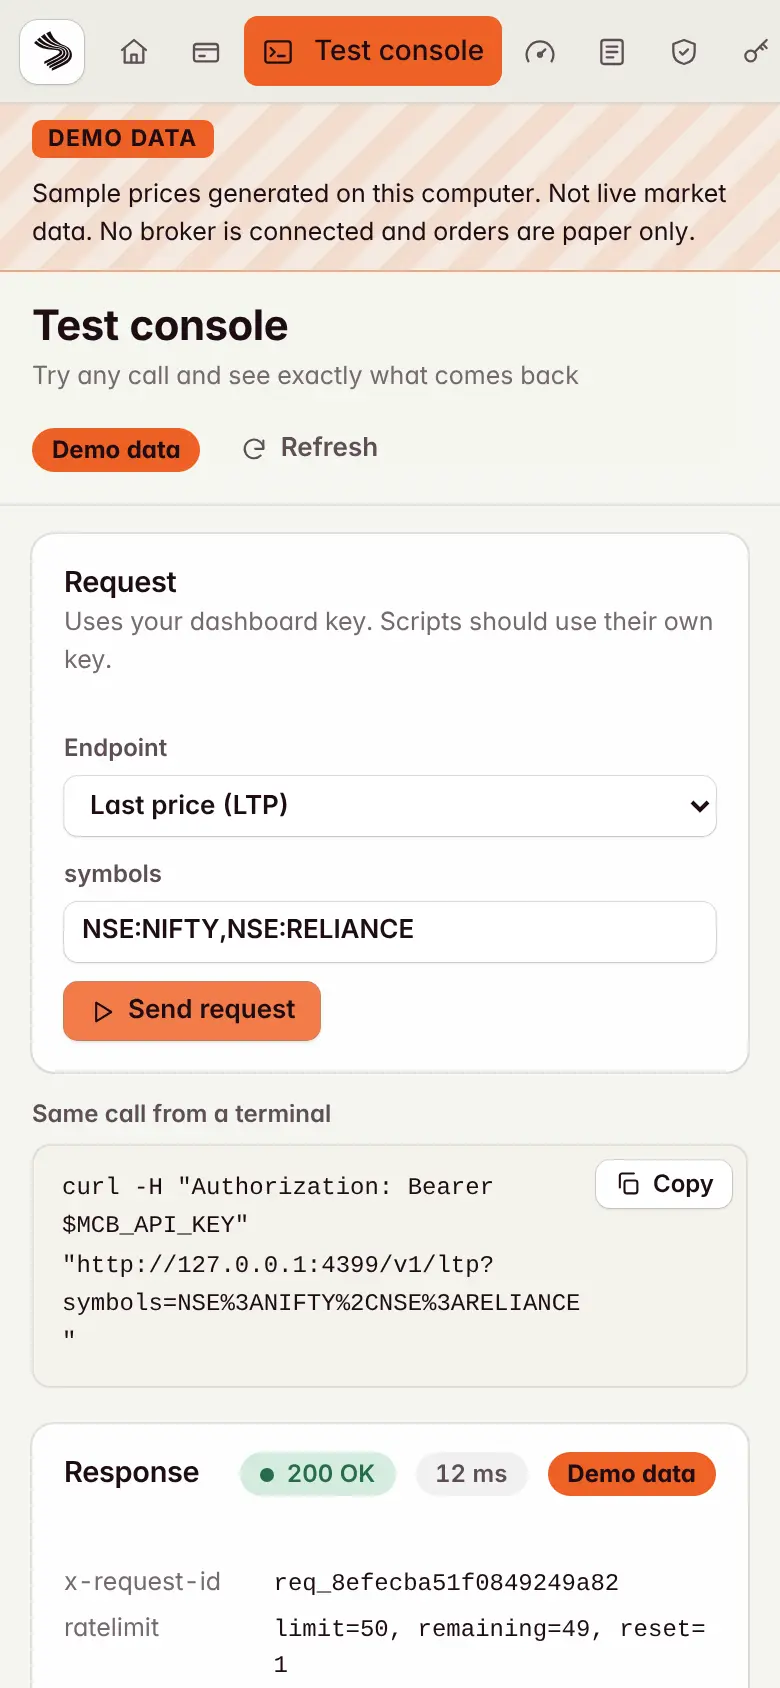 Test console
DEMO DATA
Sample prices generated on this computer. Not live market
data. No broker is connected and orders are paper only.
Test console
Try any call and see exactly what comes back
Demo data
Refresh
Request
Uses your dashboard key. Scripts should use their own
key.
Endpoint
Last price (LTP)
symbols
NSE:NIFTY,NSE:RELIANCE
Send request
Same call from a terminal
curl -H "Authorization: Bearer
$MCB_API_KEY"
"http://127.0.0.1:4399/v1/ltp?
symbols=NSE%3ANIFTY%2CNSE%3ARELIANCE
"
Copy
Response
200 OK
12 ms
Demo data
x-request-id req_8efecba51f0849249a82
ratelimit limit=50, remaining=49, reset=
1